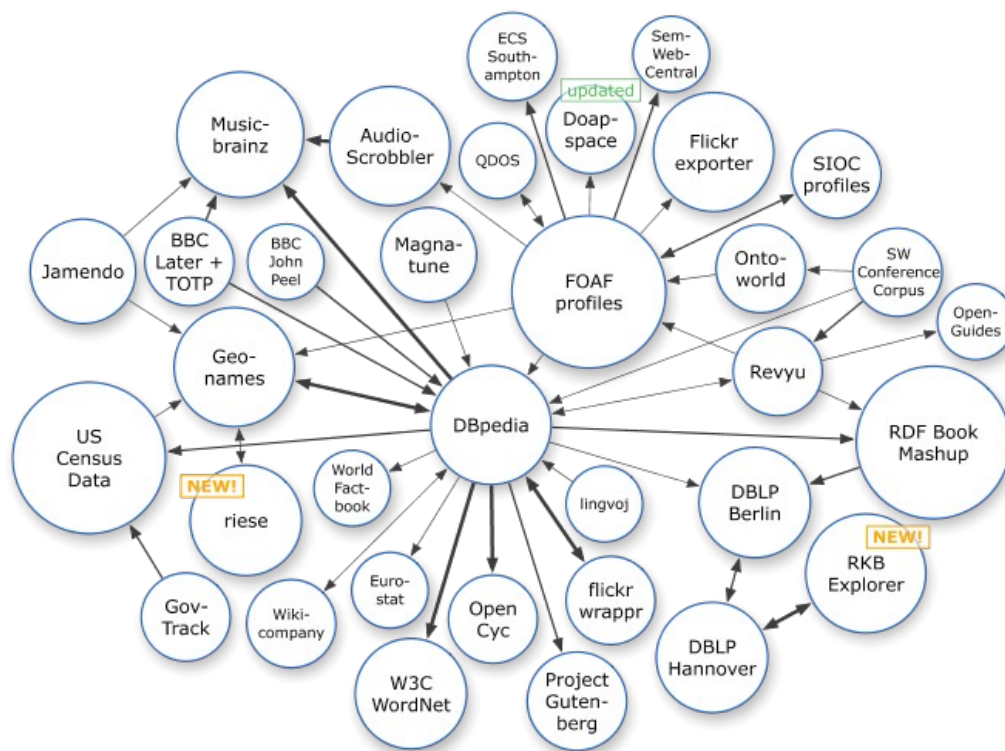 ECS
South-
ampton
Sem-
Web-
Central
updated
Doap-
space
Music-
brainz
Audio-
Scrobbler
QDOS
Flickr
exporter
SIOC
profiles
Jamendo
BBC
Later +
TOTP
BBC
John
Peel
Magna-
tune
FOAF
profiles
Onto-
world
SW
Conference
Corpus
Open-
Guides
Geo-
names
Revyu
US
Census
Data
DBpedia
RDF Book
Mashup
NEW!
riese
World
Fact-
book
lingvoj
DBLP
Berlin
NEW!
RKB
Explorer
Gov-
Track
Wiki-
company
Euro-
stat
Open
Cyc
flickr
wrappr
DBLP
Hannover
W3C
WordNet
Project
Guten-
berg